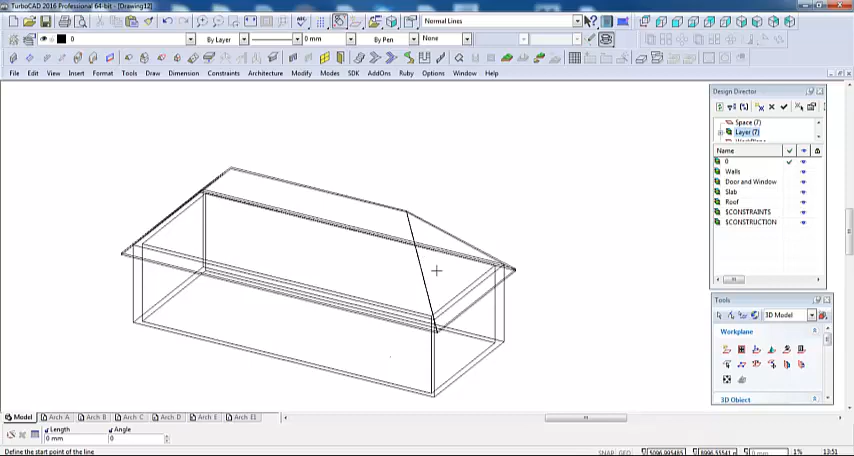 TurboCAD 2016 Professional 64-bit - [Drawing12]
Normal Lines
0 By Layer 0 mm By Pen None
File Edit View Insert Format Tools Draw Dimension Constraints Architecture Modify Modes SDK AddOns Ruby Options Window Help
Design Director
Space (7)
Layer (7)
Name
0
Walls
Door and Window
Slab
Roof
$CONSTRAINTS
$CONSTRUCTION
Tools
3D Model
Workplane
3D Object
Model Arch A Arch B Arch C Arch D Arch E Arch E1
Length Angle
0 mm 0
Define the start point of the line
SNAP GEO 1% 13:51